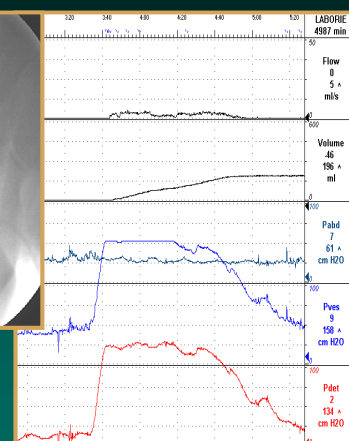 3:20 3:40 4:00 4:20 4:40 5:00 5:20
LABORIE
4987 min
50
Flow
0
5 ^
ml/s
0
600
Volume
-46
196 ^
ml
0
100
Pabd
7
61 ^
cm H2O
0
100
Pves
9
158 ^
cm H2O
0
100
Pdet
2
134 ^
cm H2O